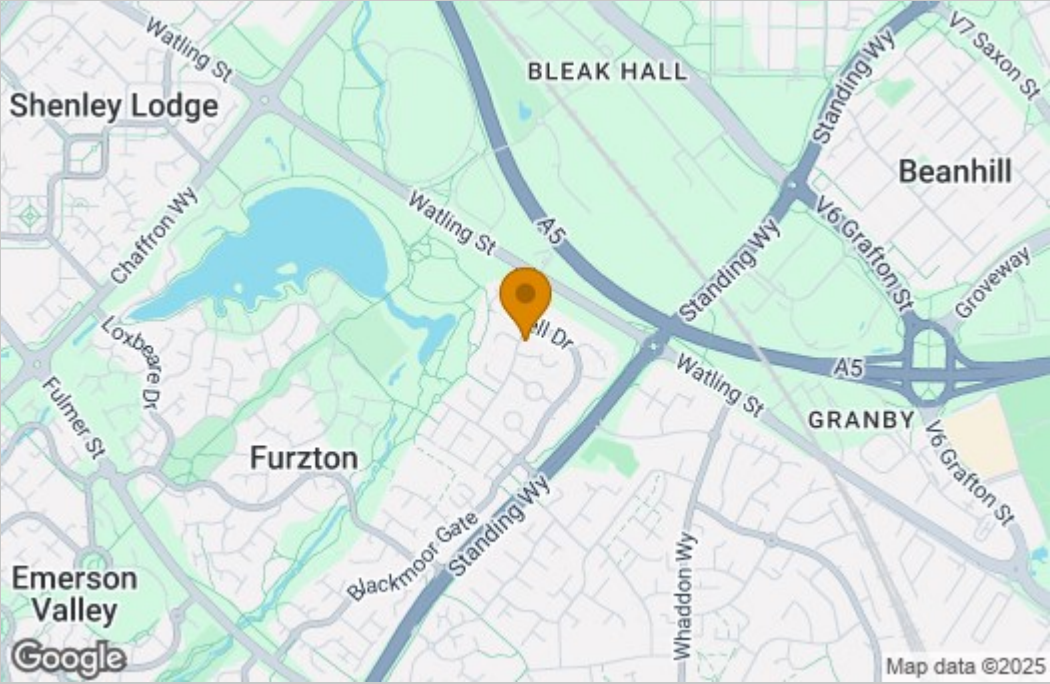 Watling St
V7 Saxon St
Standing Wy
BLEAK HALL
Shenley Lodge
Beanhill
Chaffron Wy
Watling St
A5
V6 Grafton St
Standing Wy
Groveway
ell Dr
Loxbeare Dr
Watling St
A5
Fulmer St
GRANBY
Furzton
V6 Grafton St
Standing Wy
Blackmoor Gate
Whaddon Wy
Emerson
Valley
Google
Map data ©2025